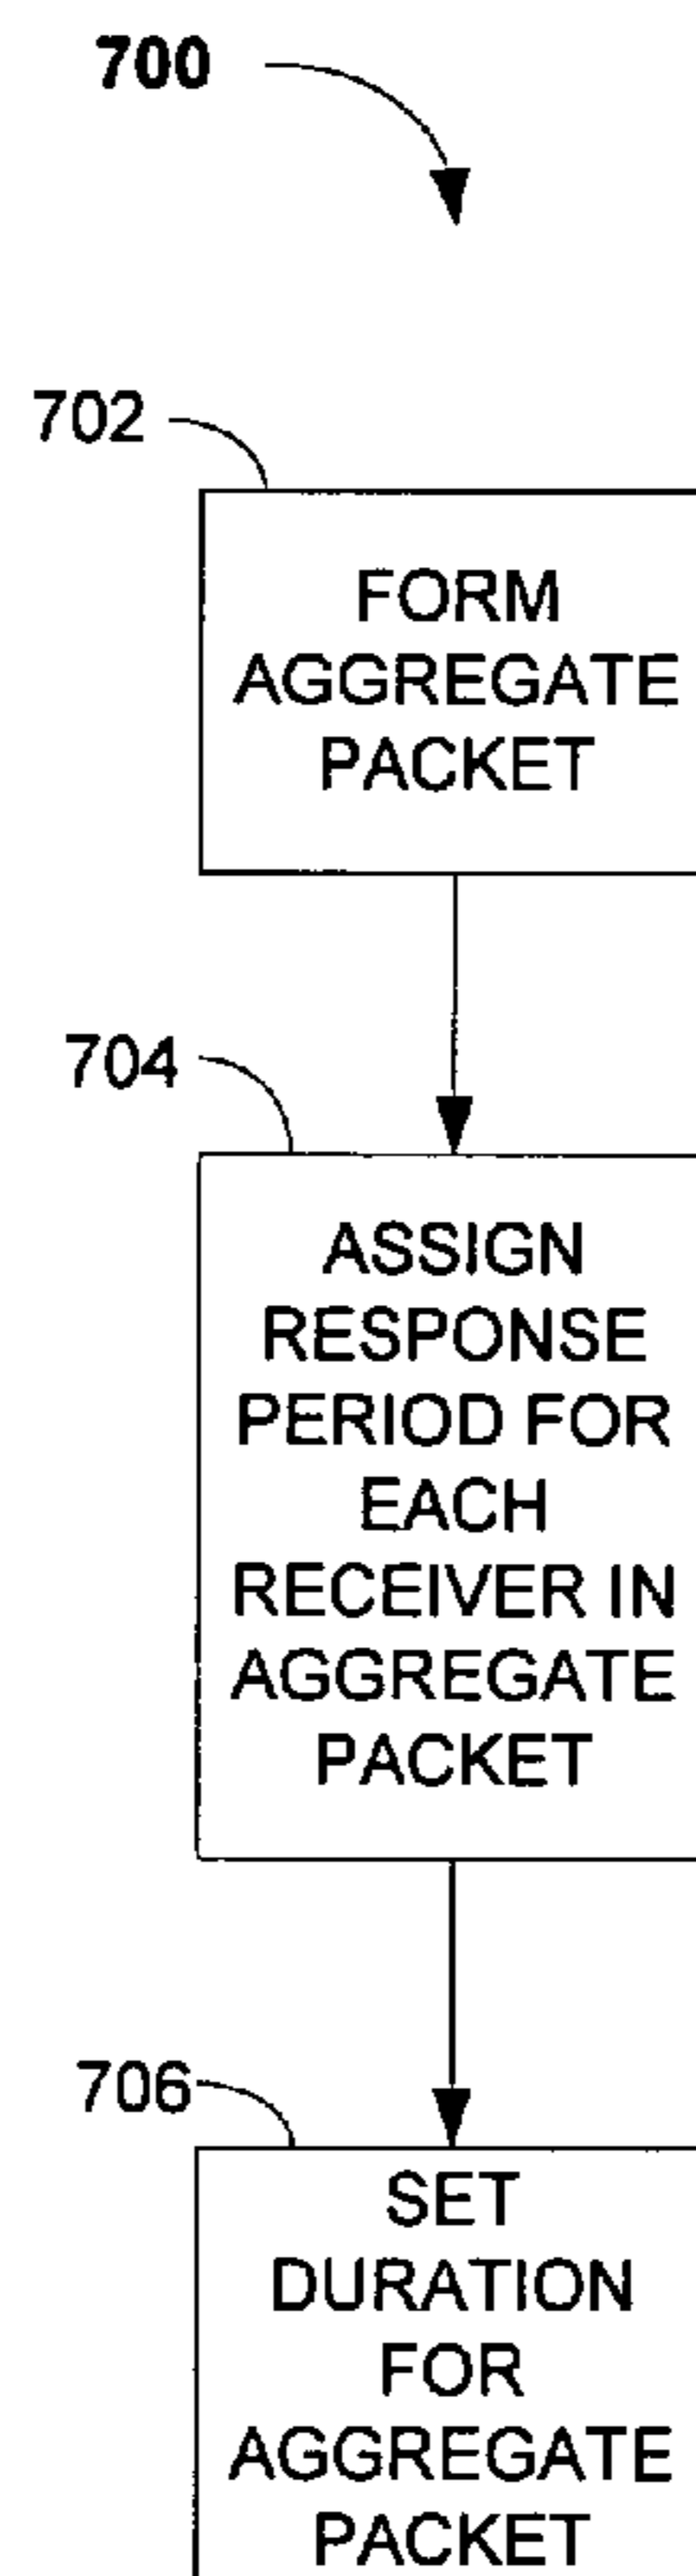 700
702
FORM
AGGREGATE
PACKET
704
ASSIGN
RESPONSE
PERIOD FOR
EACH
RECEIVER IN
AGGREGATE
PACKET
706
SET
DURATION
FOR
AGGREGATE
PACKET